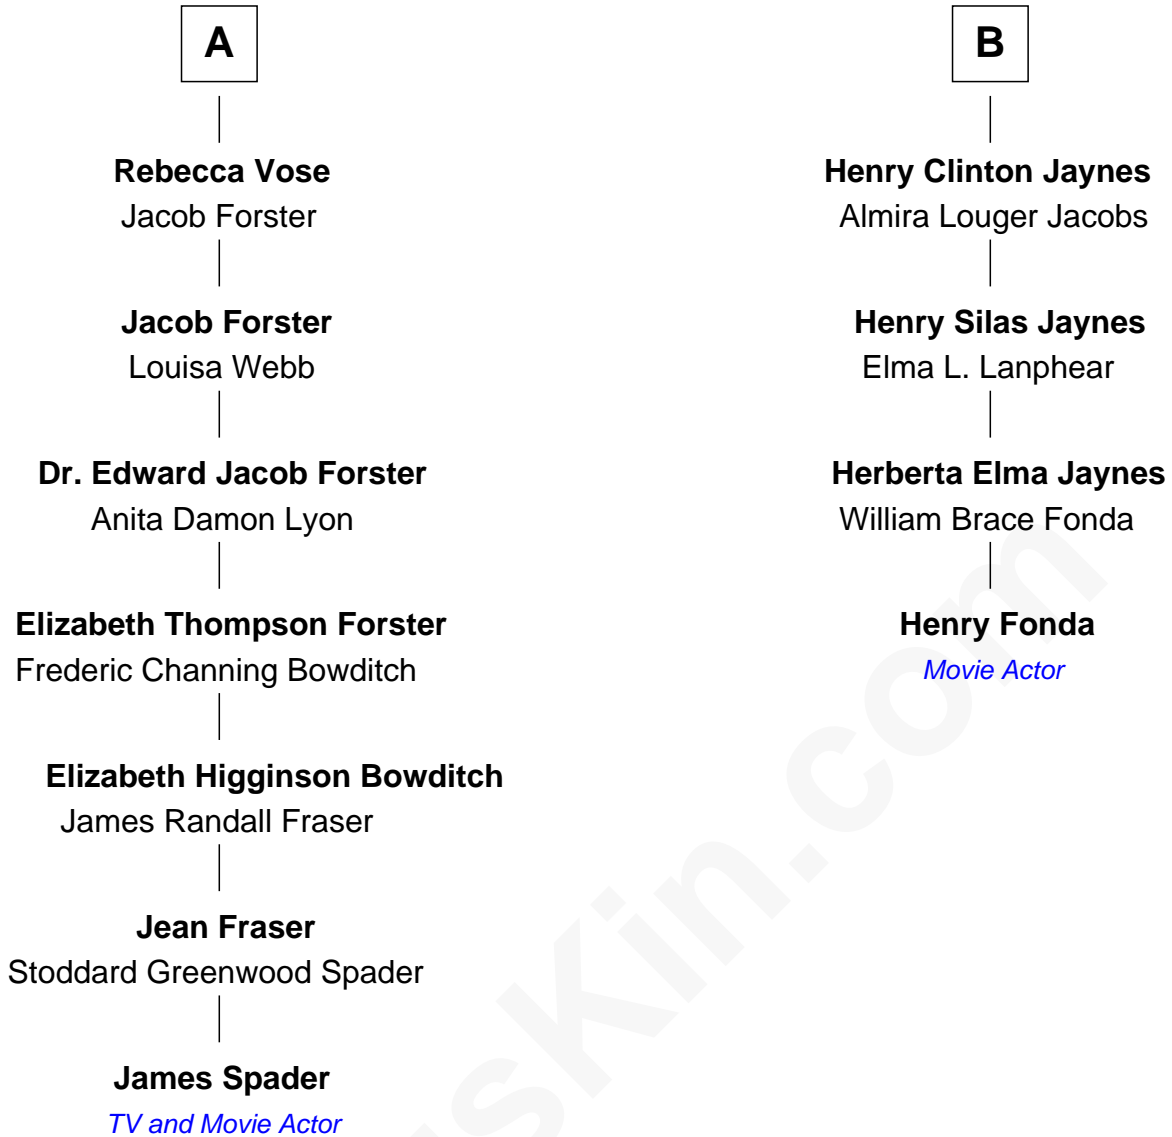 A
Rebecca Vose
Jacob Forster
Jacob Forster
Louisa Webb
Dr. Edward Jacob Forster
Anita Damon Lyon
Elizabeth Thompson Forster
Frederic Channing Bowditch
Elizabeth Higginson Bowditch
James Randall Fraser
Jean Fraser
Stoddard Greenwood Spader
James Spader
TV and Movie Actor
B
Henry Clinton Jaynes
Almira Louger Jacobs
Henry Silas Jaynes
Elma L. Lanphear
Herberta Elma Jaynes
William Brace Fonda
Henry Fonda
Movie Actor